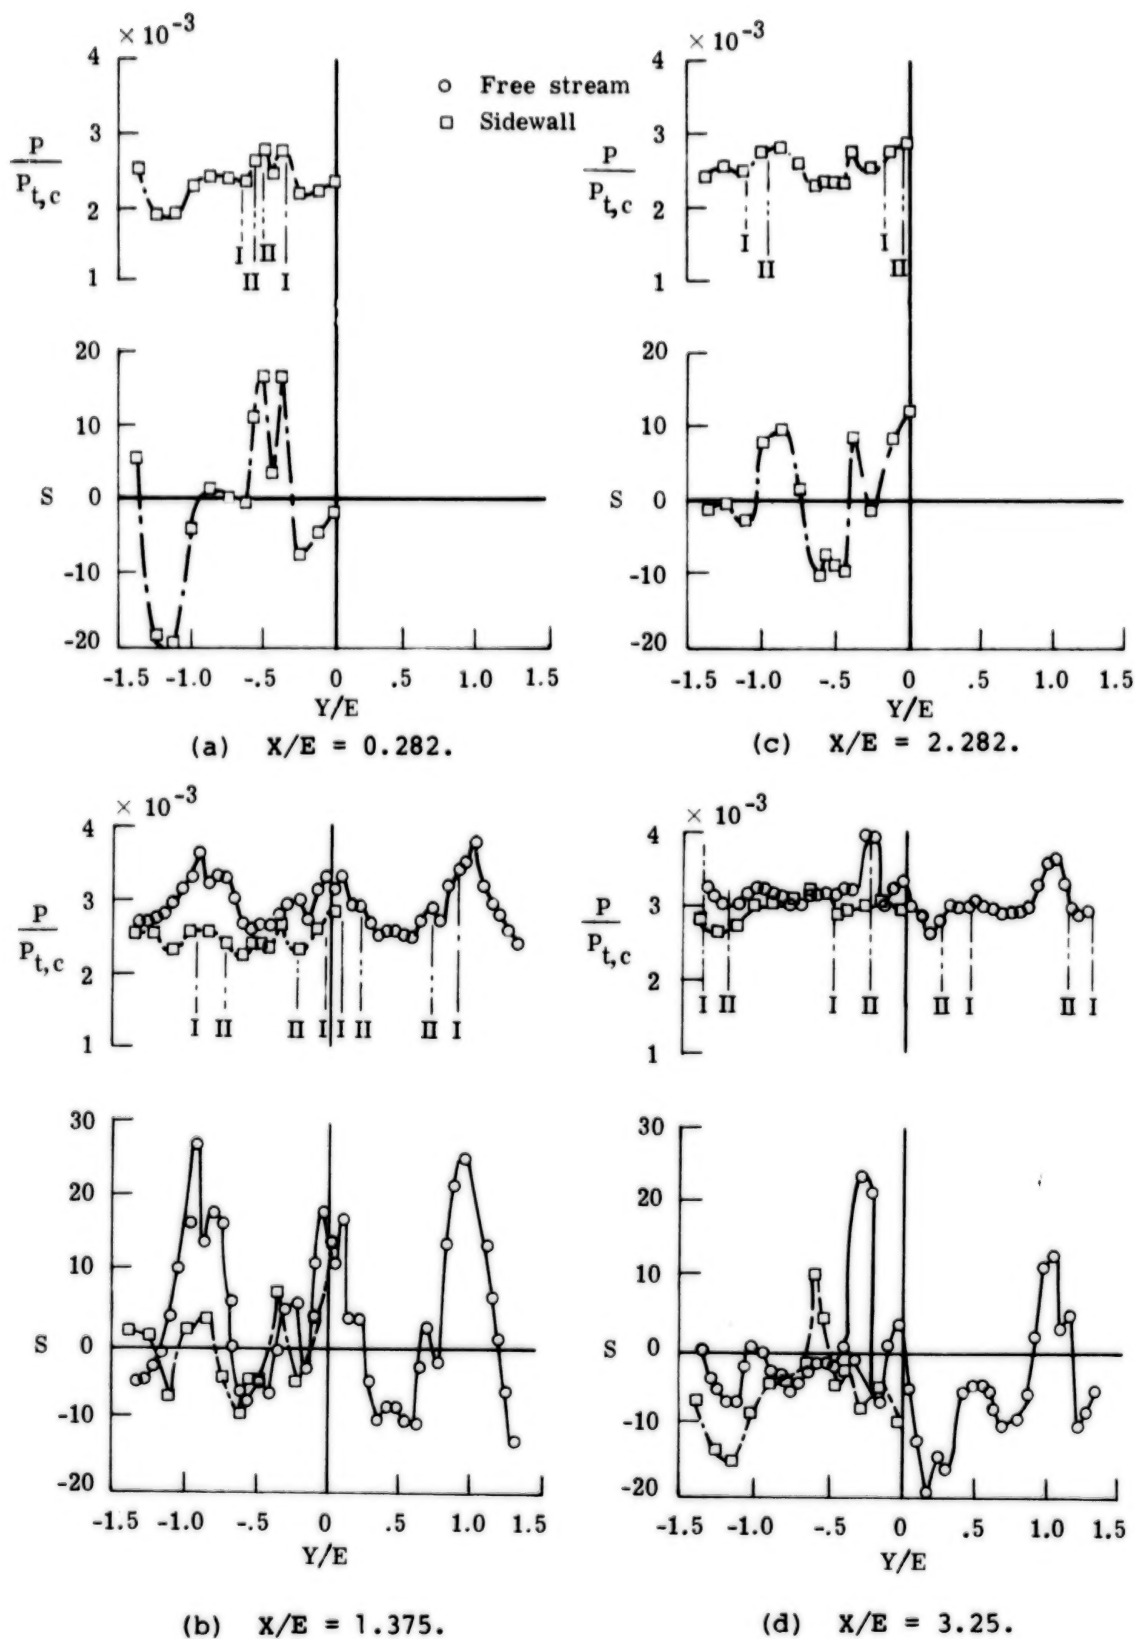 × 10⁻³
4
3
2
1
P
P_t,c
I
II
II
I
○ Free stream
□ Sidewall
20
10
0
-10
-20
S
-1.5 -1.0 -.5 0 .5 1.0 1.5
Y/E
(a) X/E = 0.282.
× 10⁻³
4
3
2
1
P
P_t,c
I
II
I
II
20
10
0
-10
-20
S
-1.5 -1.0 -.5 0 .5 1.0 1.5
Y/E
(c) X/E = 2.282.
× 10⁻³
4
3
2
1
P
P_t,c
I II II I I II II I
30
20
10
0
-10
-20
S
-1.5 -1.0 -.5 0 .5 1.0 1.5
Y/E
(b) X/E = 1.375.
× 10⁻³
4
3
2
1
P
P_t,c
I II I II II I II I
30
20
10
0
-10
-20
S
-1.5 -1.0 -.5 0 .5 1.0 1.5
Y/E
(d) X/E = 3.25.